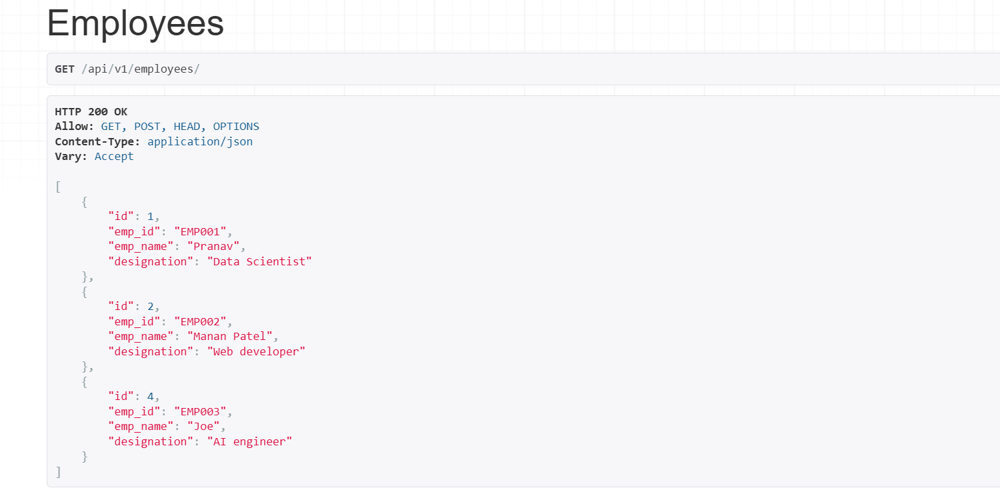 Employees
GET /api/v1/employees/
HTTP 200 OK
Allow: GET, POST, HEAD, OPTIONS
Content-Type: application/json
Vary: Accept
[
    {
        "id": 1,
        "emp_id": "EMP001",
        "emp_name": "Pranav",
        "designation": "Data Scientist"
    },
    {
        "id": 2,
        "emp_id": "EMP002",
        "emp_name": "Manan Patel",
        "designation": "Web developer"
    },
    {
        "id": 4,
        "emp_id": "EMP003",
        "emp_name": "Joe",
        "designation": "AI engineer"
    }
]